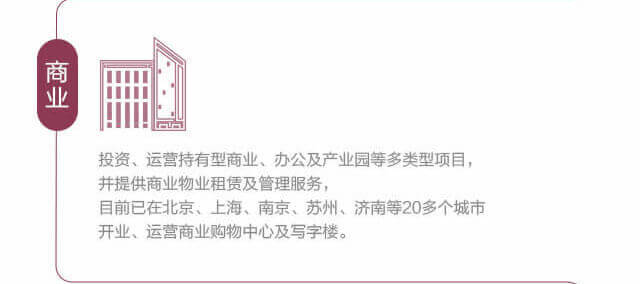 商业
投资、运营持有型商业、办公及产业园等多类型项目，
并提供商业物业租赁及管理服务，
目前已在北京、上海、南京、苏州、济南等20多个城市
开业、运营商业购物中心及写字楼。